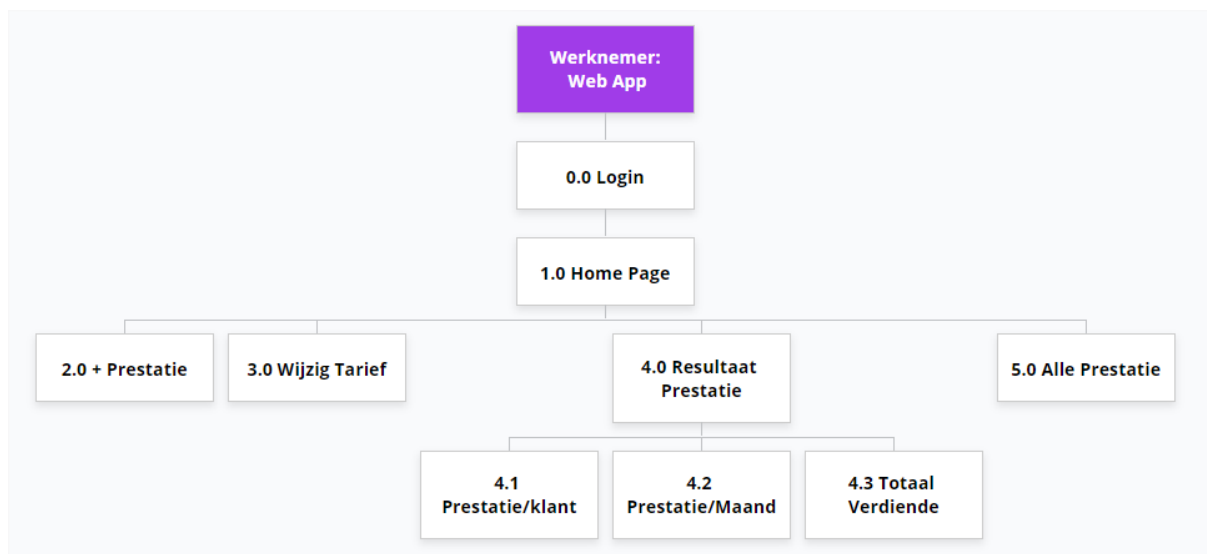 Werknemer:
Web App
0.0 Login
1.0 Home Page
2.0 + Prestatie
3.0 Wijzig Tarief
4.0 Resultaat
Prestatie
5.0 Alle Prestatie
4.1
Prestatie/klant
4.2
Prestatie/Maand
4.3 Totaal
Verdiende